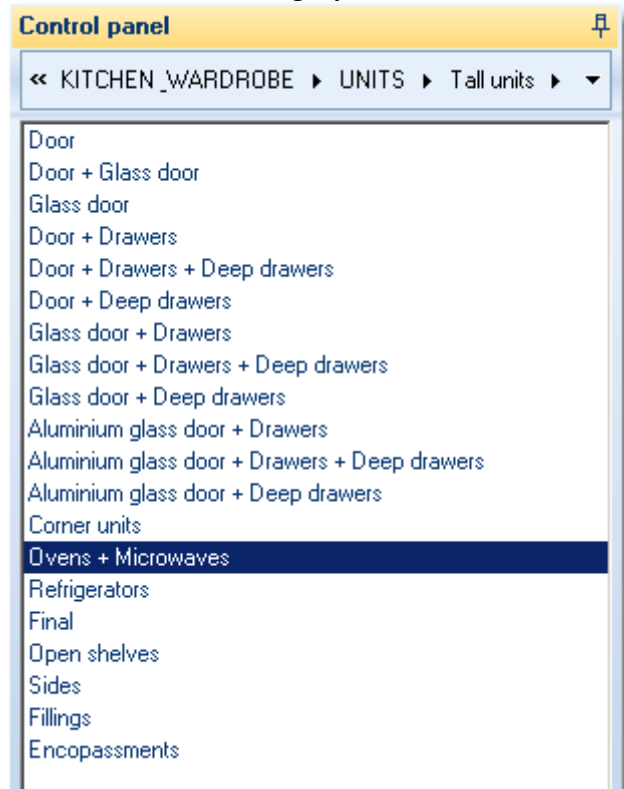 Control panel
« KITCHEN_WARDROBE ▸ UNITS ▸ Tall units ▸
Door
Door + Glass door
Glass door
Door + Drawers
Door + Drawers + Deep drawers
Door + Deep drawers
Glass door + Drawers
Glass door + Drawers + Deep drawers
Glass door + Deep drawers
Aluminium glass door + Drawers
Aluminium glass door + Drawers + Deep drawers
Aluminium glass door + Deep drawers
Corner units
Ovens + Microwaves
Refrigerators
Final
Open shelves
Sides
Fillings
Encopassments